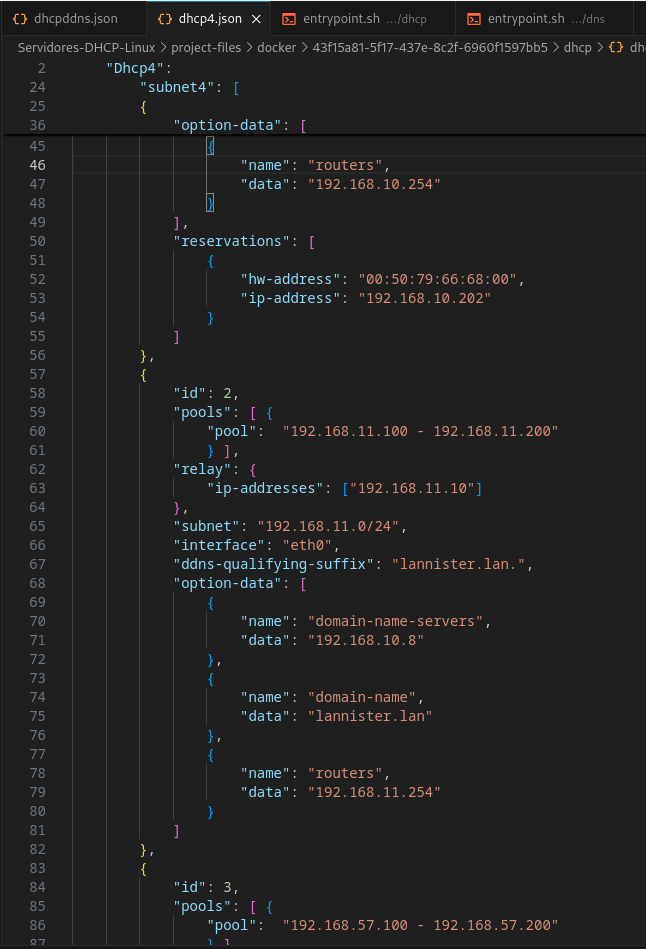 dhcpddns.json dhcp4.json entrypoint.sh .../dhcp entrypoint.sh .../dns
Servidores-DHCP-Linux > project-files > docker > 43f15a81-5f17-437e-8c2f-6960f1597bb5 > dhcp > {} dh
2 "Dhcp4":
24 "subnet4": [
25 {
36 "option-data": [
45 {
46 "name": "routers",
47 "data": "192.168.10.254"
48 }
49 ],
50 "reservations": [
51 {
52 "hw-address": "00:50:79:66:68:00",
53 "ip-address": "192.168.10.202"
54 }
55 ]
56 },
57 {
58 "id": 2,
59 "pools": [ {
60 "pool":  "192.168.11.100 - 192.168.11.200"
61 } ],
62 "relay": {
63 "ip-addresses": ["192.168.11.10"]
64 },
65 "subnet": "192.168.11.0/24",
66 "interface": "eth0",
67 "ddns-qualifying-suffix": "lannister.lan.",
68 "option-data": [
69 {
70 "name": "domain-name-servers",
71 "data": "192.168.10.8"
72 },
73 {
74 "name": "domain-name",
75 "data": "lannister.lan"
76 },
77 {
78 "name": "routers",
79 "data": "192.168.11.254"
80 }
81 ]
82 },
83 {
84 "id": 3,
85 "pools": [ {
86 "pool":  "192.168.57.100 - 192.168.57.200"
87 } ]